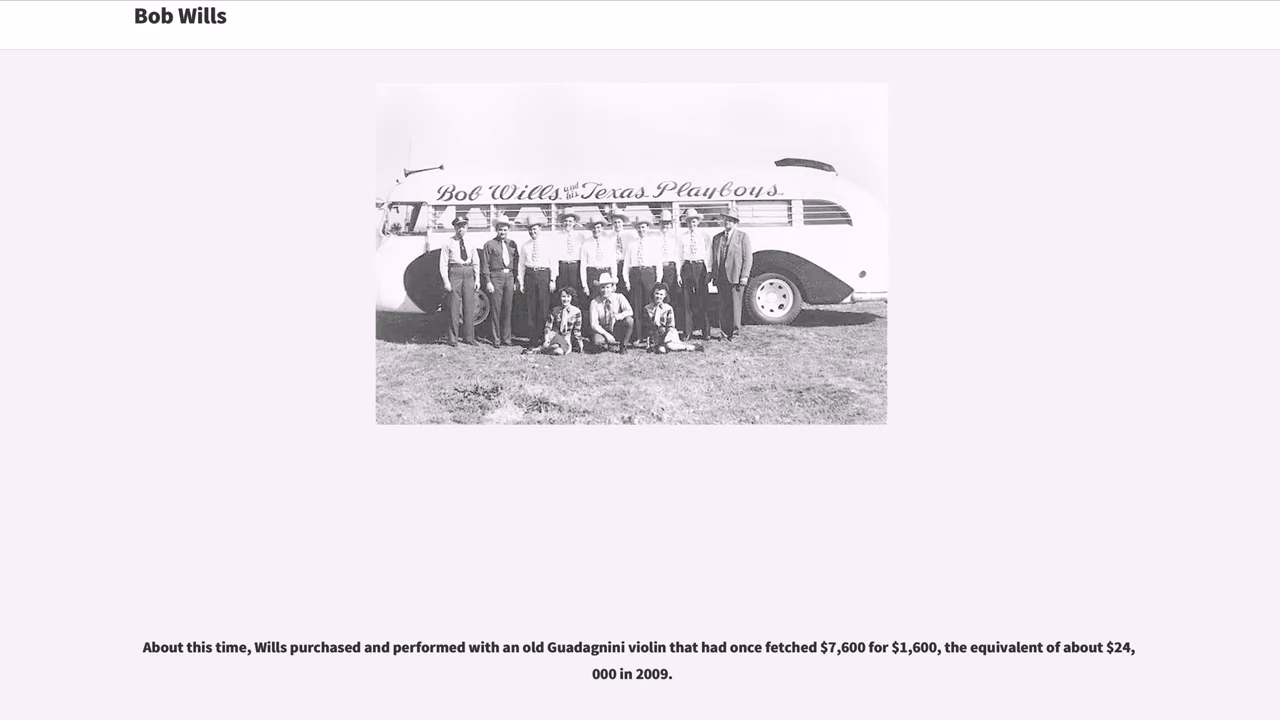 Bob Wills
Bob Wills and his Texas Playboys
About this time, Wills purchased and performed with an old Guadagnini violin that had once fetched $7,600 for $1,600, the equivalent of about $24,
000 in 2009.